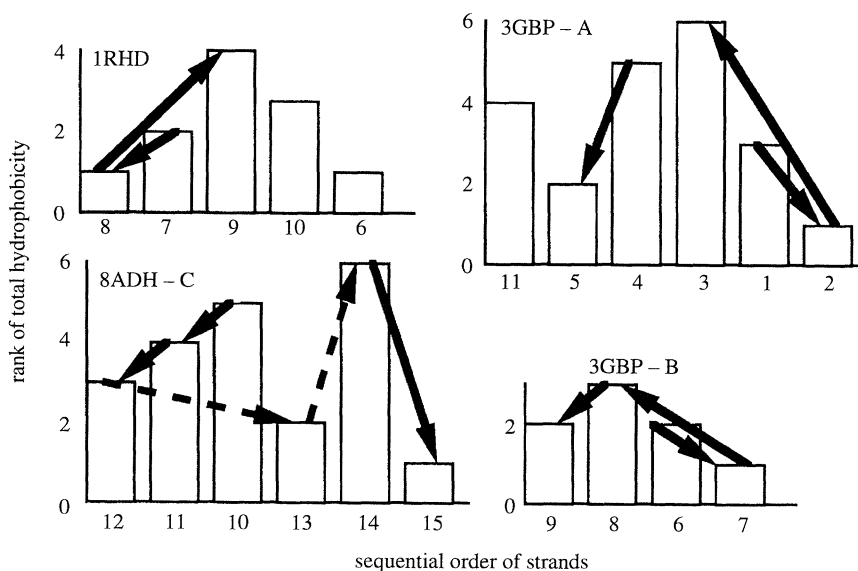 rank of total hydrophobicity
1RHD
4
2
0
8 7 9 10 6
3GBP – A
6
4
2
0
11 5 4 3 1 2
8ADH – C
6
4
2
0
12 11 10 13 14 15
3GBP – B
2
0
9 8 6 7
sequential order of strands